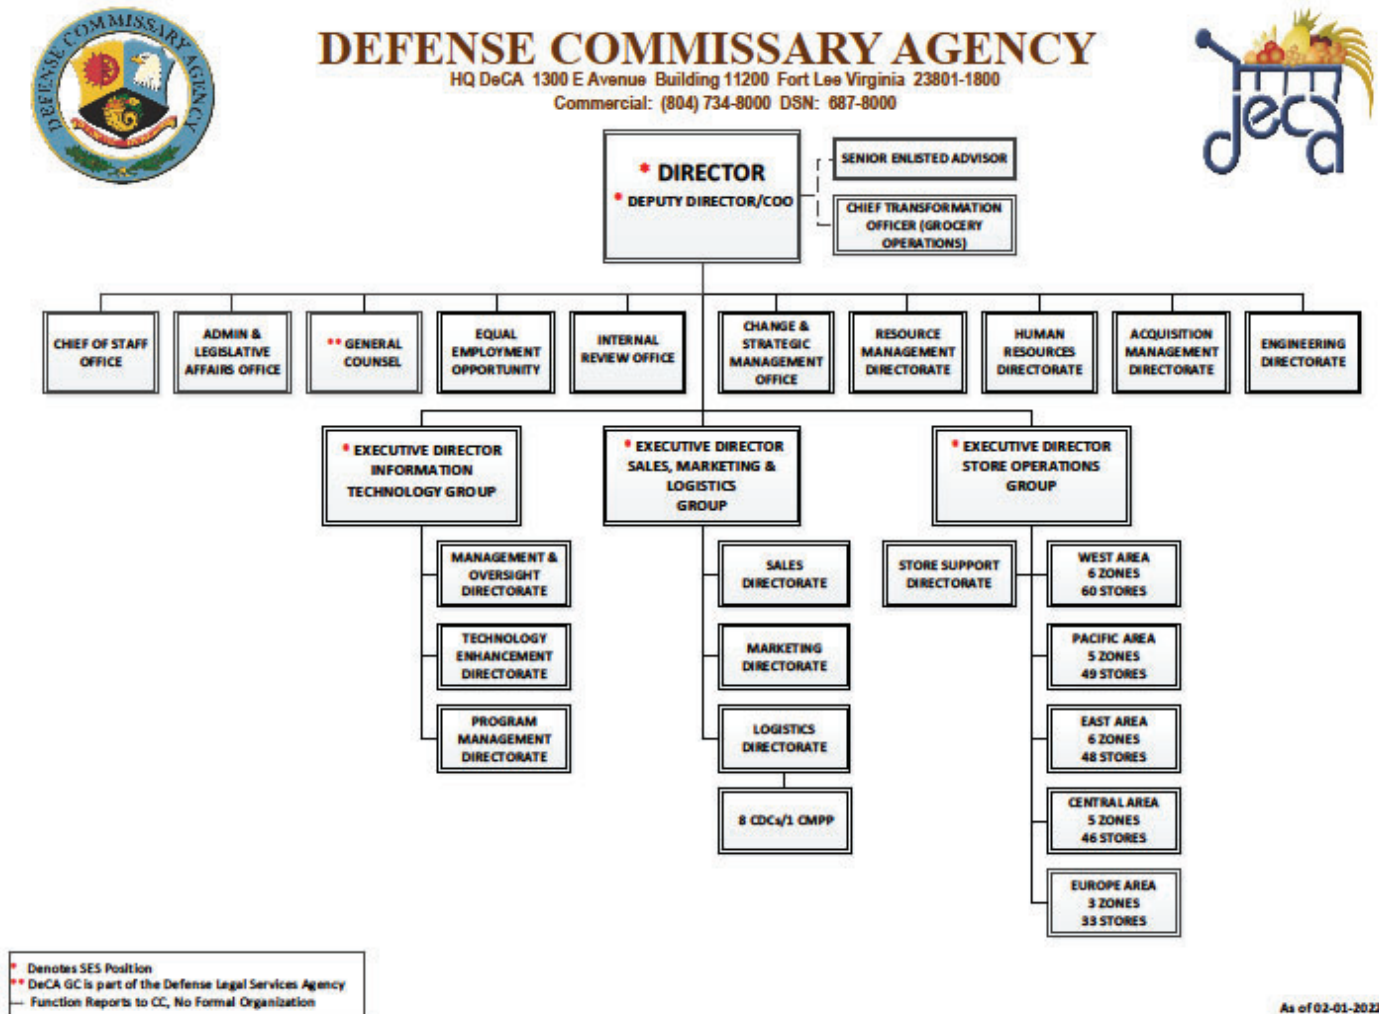 DEFENSE COMMISSARY AGENCY
DEFENSE COMMISSARY AGENCY
HQ DeCA 1300 E Avenue Building 11200 Fort Lee Virginia 23801-1800
Commercial: (804) 734-8000 DSN: 687-8000
deca
* DIRECTOR
* DEPUTY DIRECTOR/COO
SENIOR ENLISTED ADVISOR
CHIEF TRANSFORMATION
OFFICER (GROCERY
OPERATIONS)
CHIEF OF STAFF
OFFICE
ADMIN &
LEGISLATIVE
AFFAIRS OFFICE
** GENERAL
COUNSEL
EQUAL
EMPLOYMENT
OPPORTUNITY
INTERNAL
REVIEW OFFICE
CHANGE &
STRATEGIC
MANAGEMENT
OFFICE
RESOURCE
MANAGEMENT
DIRECTORATE
HUMAN
RESOURCES
DIRECTORATE
ACQUISITION
MANAGEMENT
DIRECTORATE
ENGINEERING
DIRECTORATE
* EXECUTIVE DIRECTOR
INFORMATION
TECHNOLOGY GROUP
* EXECUTIVE DIRECTOR
SALES, MARKETING &
LOGISTICS
GROUP
* EXECUTIVE DIRECTOR
STORE OPERATIONS
GROUP
MANAGEMENT &
OVERSIGHT
DIRECTORATE
TECHNOLOGY
ENHANCEMENT
DIRECTORATE
PROGRAM
MANAGEMENT
DIRECTORATE
SALES
DIRECTORATE
MARKETING
DIRECTORATE
LOGISTICS
DIRECTORATE
8 CDCs/1 CMPP
STORE SUPPORT
DIRECTORATE
WEST AREA
6 ZONES
60 STORES
PACIFIC AREA
5 ZONES
49 STORES
EAST AREA
6 ZONES
48 STORES
CENTRAL AREA
5 ZONES
46 STORES
EUROPE AREA
3 ZONES
33 STORES
* Denotes SES Position
** DeCA GC is part of the Defense Legal Services Agency
Function Reports to CC, No Formal Organization
As of 02-01-2022